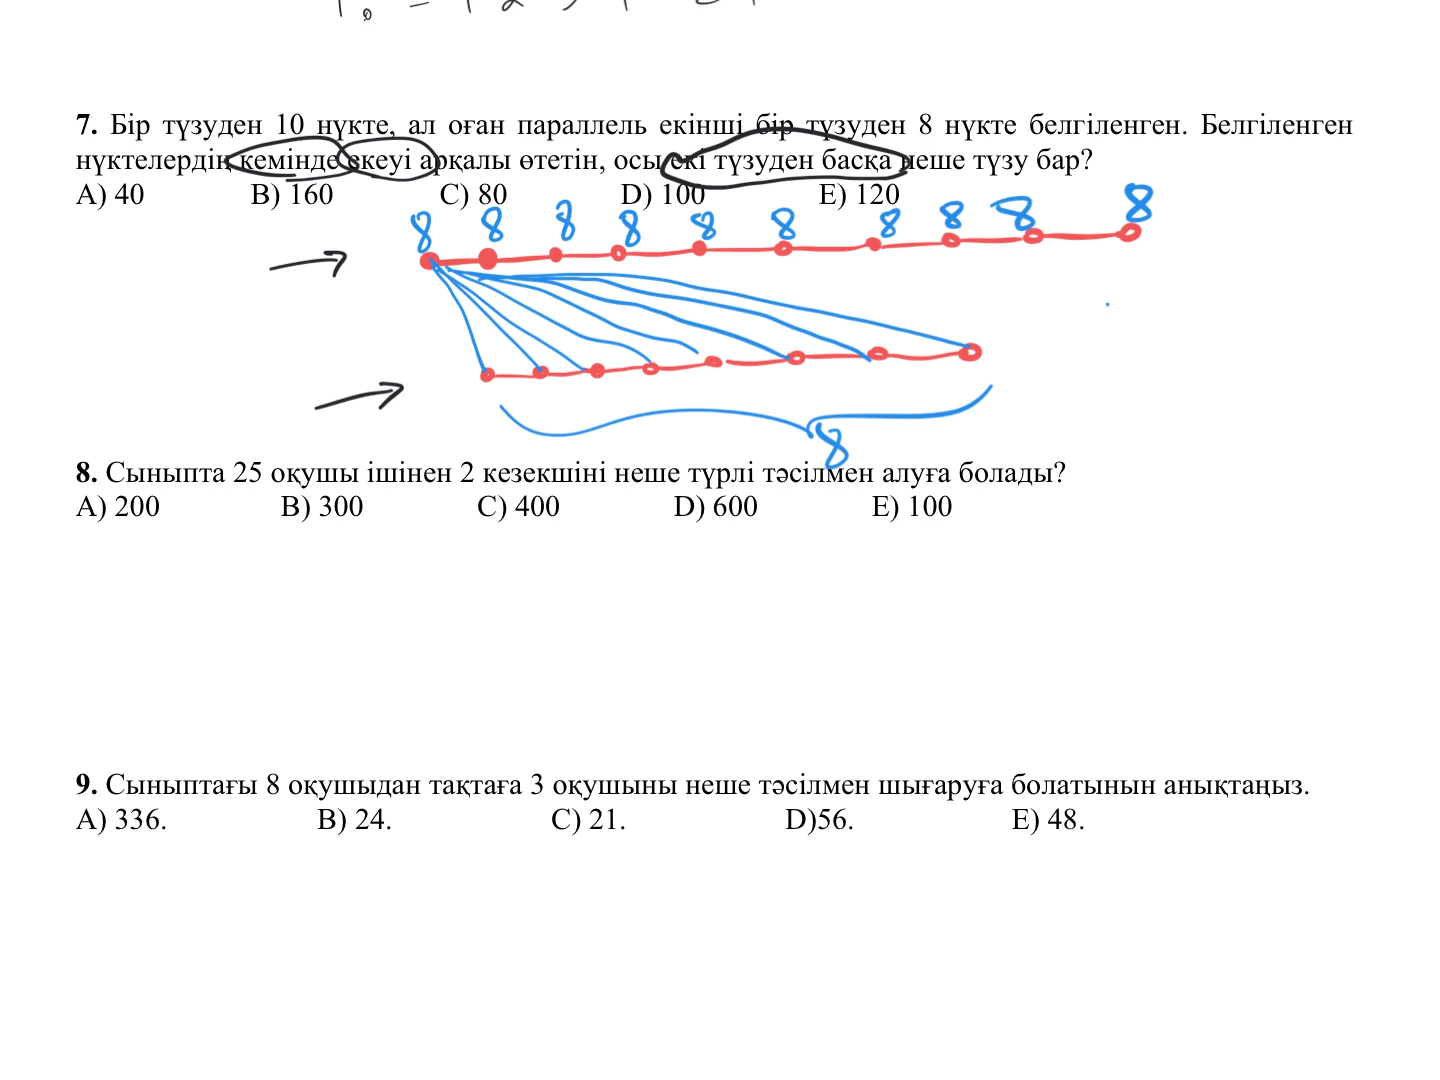 7. Бір түзуден 10 нүкте, ал оған параллель екінші бір түзуден 8 нүкте белгіленген. Белгіленген
нүктелердің кемінде екеуі арқалы өтетін, осы екі түзуден басқа неше түзу бар?
A) 40 B) 160 C) 80 D) 100 E) 120
8 8 8 8 8 8 8 8 8 8
8
8. Сыныпта 25 оқушы ішінен 2 кезекшіні неше түрлі тәсілмен алуға болады?
A) 200 B) 300 C) 400 D) 600 E) 100
9. Сыныптағы 8 оқушыдан тақтаға 3 оқушыны неше тәсілмен шығаруға болатынын анықтаңыз.
A) 336. B) 24. C) 21. D)56. E) 48.